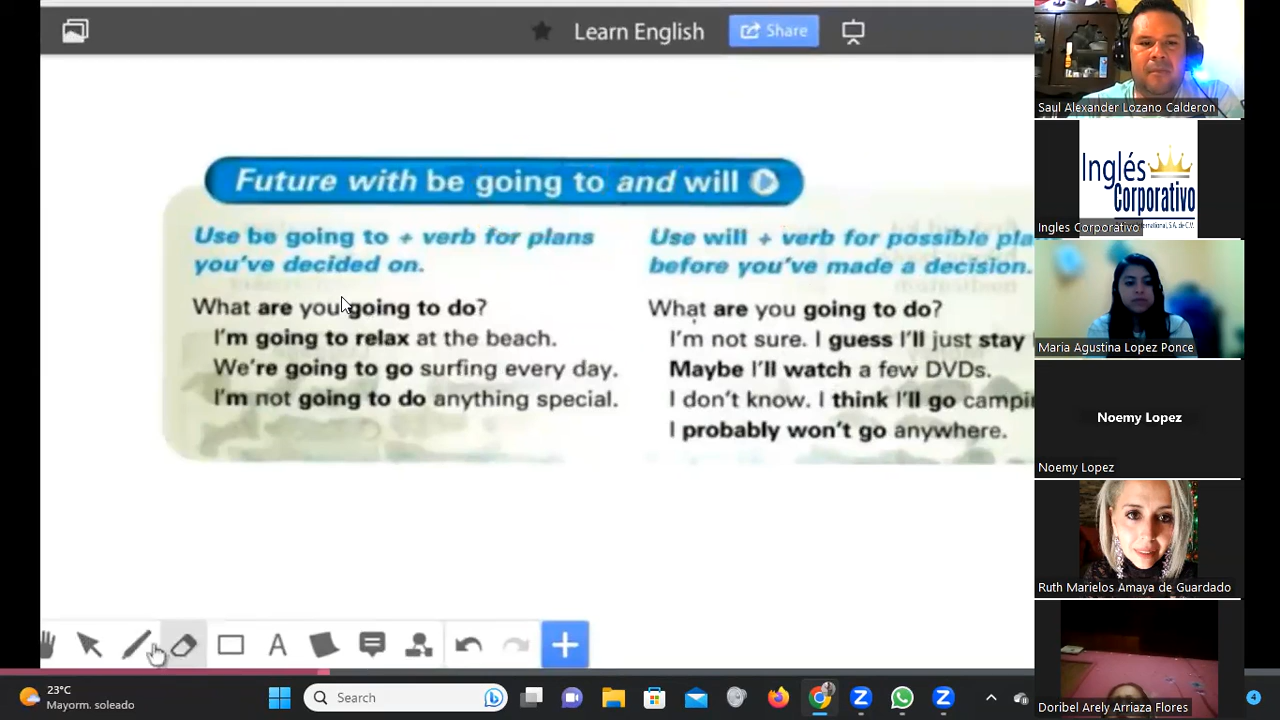 Learn English
Share
Future with be going to and will
Use be going to + verb for plans
you've decided on.
What are you going to do?
I'm going to relax at the beach.
We're going to go surfing every day.
I'm not going to do anything special.
Use will + verb for possible pla
before you've made a decision.
What are you going to do?
I'm not sure. I guess I'll just stay
Maybe I'll watch a few DVDs.
I don't know. I think I'll go campin
I probably won't go anywhere.
Saul Alexander Lozano Calderon
Inglés
Corporativo
International, S.A. de C.V.
Ingles Corporativo
Maria Agustina Lopez Ponce
Noemy Lopez
Noemy Lopez
Ruth Marielos Amaya de Guardado
Doribel Arely Arriaza Flores
A
23°C
Mayorm. soleado
Search
4